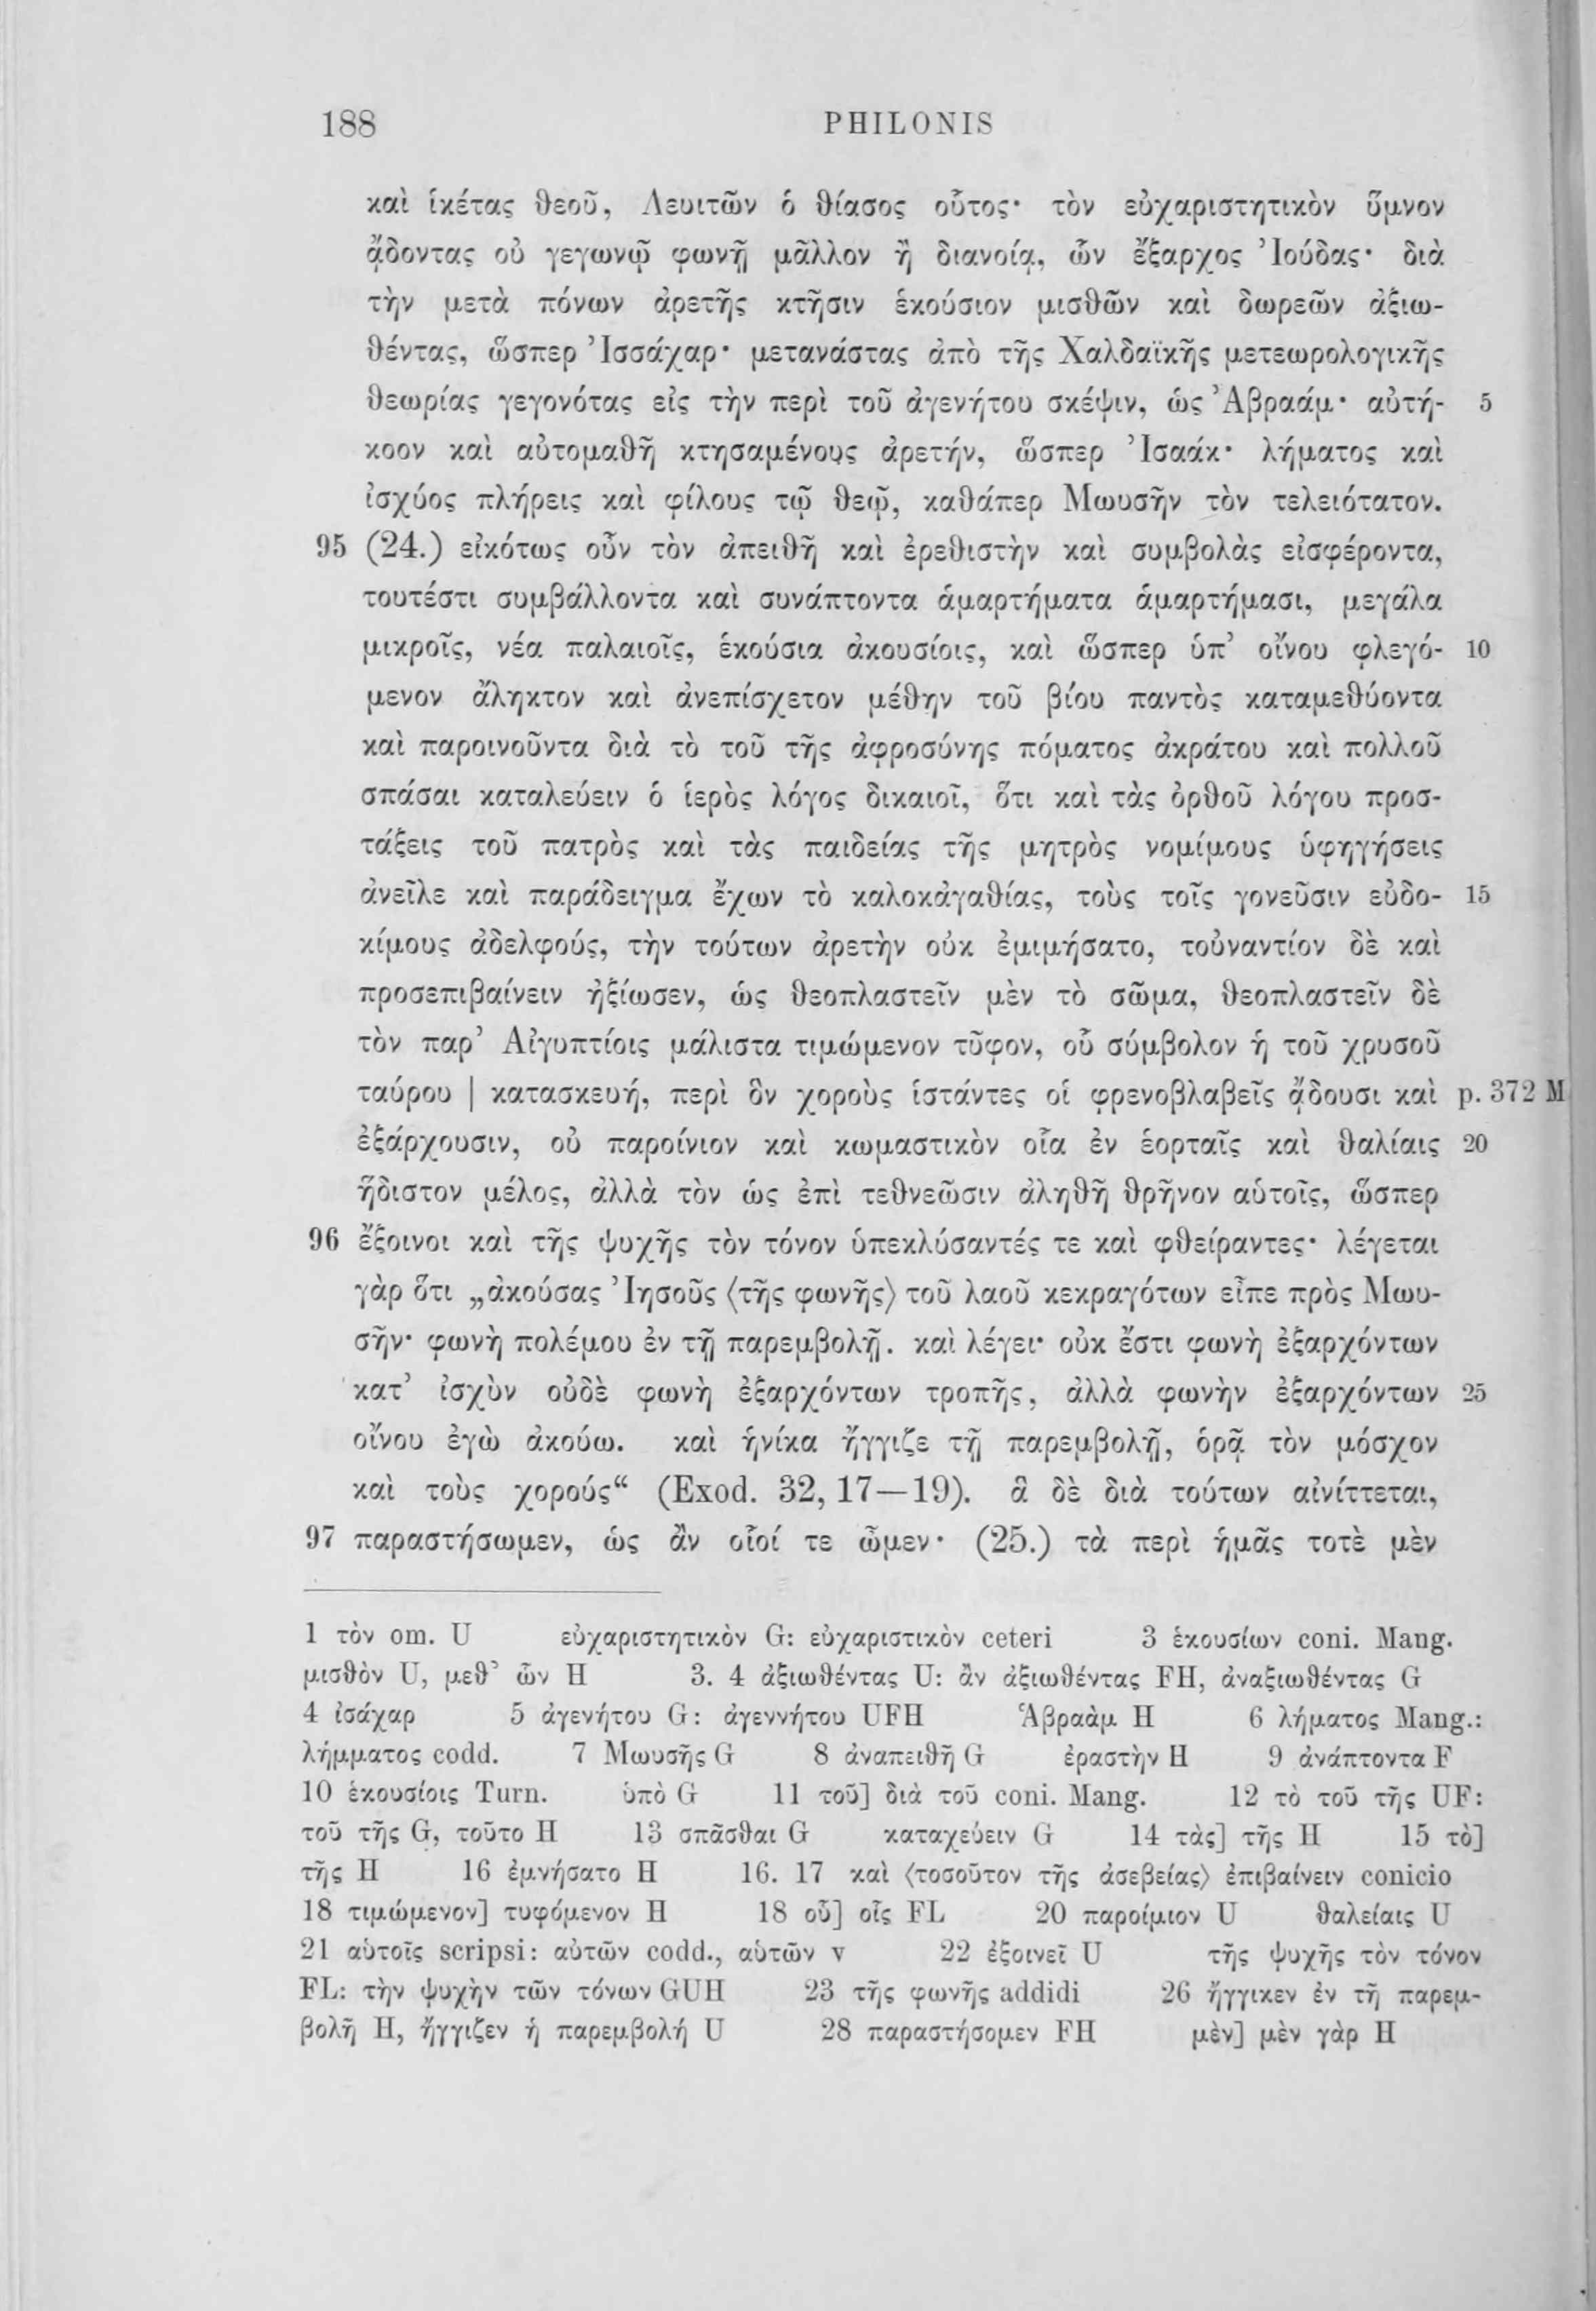 188 PHILONIS
καὶ ἱκέτας θεοῦ, Λευιτῶν ὁ θίασος οὗτος· τὸν εὐχαριστητικὸν ὕμνον
ᾄδοντας οὐ γεγωνῷ φωνῇ μᾶλλον ἢ διανοίᾳ, ὧν ἔξαρχος Ἰούδας· διὰ
τὴν μετὰ πόνων ἀρετῆς κτῆσιν ἑκούσιον μισθῶν καὶ δωρεῶν ἀξιω-
θέντας, ὥσπερ Ἰσσάχαρ· μετανάστας ἀπὸ τῆς Χαλδαϊκῆς μετεωρολογικῆς
θεωρίας γεγονότας εἰς τὴν περὶ τοῦ ἀγενήτου σκέψιν, ὡς Ἀβραάμ· αὐτή- 5
κοον καὶ αὐτομαθῆ κτησαμένους ἀρετήν, ὥσπερ Ἰσαάκ· λήματος καὶ
ἰσχύος πλήρεις καὶ φίλους τῷ θεῷ, καθάπερ Μωυσῆν τὸν τελειότατον.
95 (24.) εἰκότως οὖν τὸν ἀπειθῆ καὶ ἐρεθιστὴν καὶ συμβολὰς εἰσφέροντα,
τουτέστι συμβάλλοντα καὶ συνάπτοντα ἁμαρτήματα ἁμαρτήμασι, μεγάλα
μικροῖς, νέα παλαιοῖς, ἑκούσια ἀκουσίοις, καὶ ὥσπερ ὑπ’ οἴνου φλεγό- 10
μενον ἄληκτον καὶ ἀνεπίσχετον μέθην τοῦ βίου παντὸς καταμεθύοντα
καὶ παροινοῦντα διὰ τὸ τοῦ τῆς ἀφροσύνης πόματος ἀκράτου καὶ πολλοῦ
σπάσαι καταλεύειν ὁ ἱερὸς λόγος δικαιοῖ, ὅτι καὶ τὰς ὀρθοῦ λόγου προσ-
τάξεις τοῦ πατρὸς καὶ τὰς παιδείας τῆς μητρὸς νομίμους ὑφηγήσεις
ἀνεῖλε καὶ παράδειγμα ἔχων τὸ καλοκἀγαθίας, τοὺς τοῖς γονεῦσιν εὐδο- 15
κίμους ἀδελφούς, τὴν τούτων ἀρετὴν οὐκ ἐμιμήσατο, τοὐναντίον δὲ καὶ
προσεπιβαίνειν ἠξίωσεν, ὡς θεοπλαστεῖν μὲν τὸ σῶμα, θεοπλαστεῖν δὲ
τὸν παρ’ Αἰγυπτίοις μάλιστα τιμώμενον τῦφον, οὗ σύμβολον ἡ τοῦ χρυσοῦ
ταύρου | κατασκευή, περὶ ὃν χοροὺς ἱστάντες οἱ φρενοβλαβεῖς ᾄδουσι καὶ p. 372 M
ἐξάρχουσιν, οὐ παροίνιον καὶ κωμαστικὸν οἷα ἐν ἑορταῖς καὶ θαλίαις 20
ἥδιστον μέλος, ἀλλὰ τὸν ὡς ἐπὶ τεθνεῶσιν ἀληθῆ θρῆνον αὑτοῖς, ὥσπερ
96 ἔξοινοι καὶ τῆς ψυχῆς τὸν τόνον ὑπεκλύσαντές τε καὶ φθείραντες· λέγεται
γὰρ ὅτι „ἀκούσας Ἰησοῦς ⟨τῆς φωνῆς⟩ τοῦ λαοῦ κεκραγότων εἶπε πρὸς Μωυ-
σῆν· φωνὴ πολέμου ἐν τῇ παρεμβολῇ. καὶ λέγει· οὐκ ἔστι φωνὴ ἐξαρχόντων
κατ’ ἰσχὺν οὐδὲ φωνὴ ἐξαρχόντων τροπῆς, ἀλλὰ φωνὴν ἐξαρχόντων 25
οἴνου ἐγὼ ἀκούω. καὶ ἡνίκα ἤγγιζε τῇ παρεμβολῇ, ὁρᾷ τὸν μόσχον
καὶ τοὺς χορούς“ (Exod. 32, 17—19). ἃ δὲ διὰ τούτων αἰνίττεται,
97 παραστήσωμεν, ὡς ἂν οἷοί τε ὦμεν· (25.) τὰ περὶ ἡμᾶς τοτὲ μὲν
1 τὸν om. U εὐχαριστητικὸν G: εὐχαριστικὸν ceteri 3 ἑκουσίων coni. Mang.
μισθὸν U, μεθ’ ὧν H 3. 4 ἀξιωθέντας U: ἂν ἀξιωθέντας FH, ἀναξιωθέντας G
4 ἰσάχαρ 5 ἀγενήτου G: ἀγεννήτου UFH Ἁβραὰμ H 6 λήματος Mang.:
λήμματος codd. 7 Μωυσῆς G 8 ἀναπειθῆ G ἐραστὴν H 9 ἀνάπτοντα F
10 ἑκουσίοις Turn. ὑπὸ G 11 τοῦ] διὰ τοῦ coni. Mang. 12 τὸ τοῦ τῆς UF:
τοῦ τῆς G, τοῦτο H 13 σπᾶσθαι G καταχεύειν G 14 τὰς] τῆς H 15 τὸ]
τῆς H 16 ἐμνήσατο H 16. 17 καὶ ⟨τοσοῦτον τῆς ἀσεβείας⟩ ἐπιβαίνειν conicio
18 τιμώμενον] τυφόμενον H 18 οὗ] οἷς FL 20 παροίμιον U θαλείαις U
21 αὑτοῖς scripsi: αὐτῶν codd., αὑτῶν v 22 ἐξοινεῖ U τῆς ψυχῆς τὸν τόνον
FL: τὴν ψυχὴν τῶν τόνων GUH 23 τῆς φωνῆς addidi 26 ἤγγικεν ἐν τῇ παρεμ-
βολῇ H, ἤγγιζεν ἡ παρεμβολή U 28 παραστήσομεν FH μὲν] μὲν γὰρ H